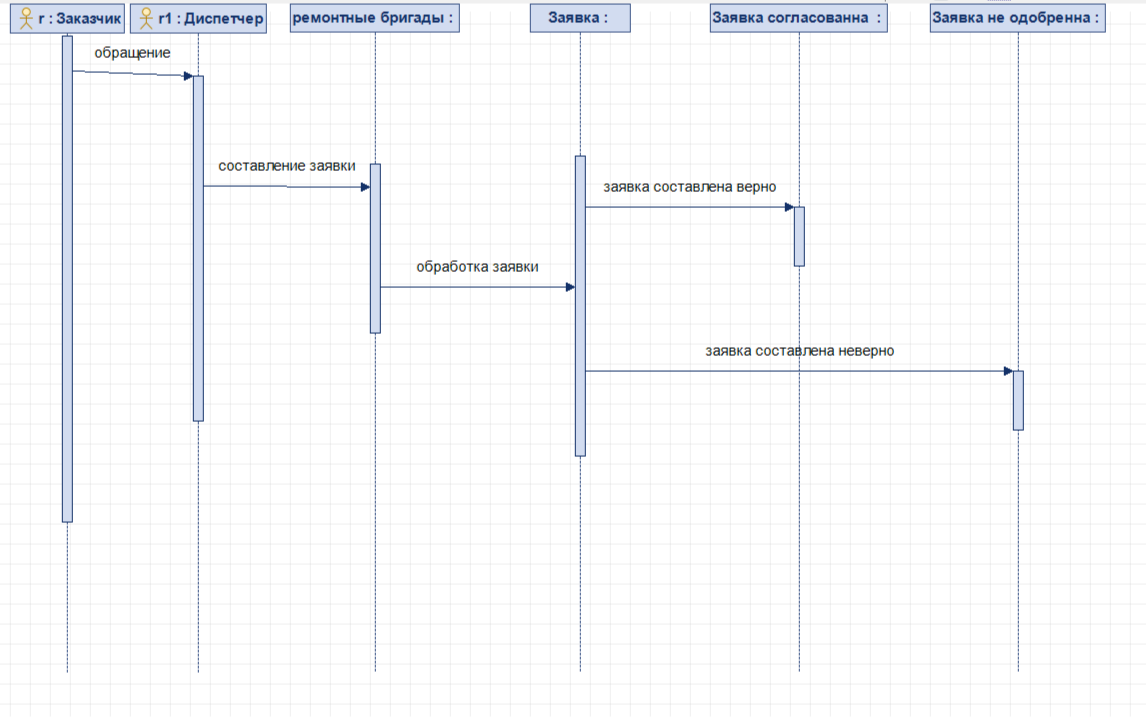 r : Заказчик
r1 : Диспетчер
ремонтные бригады :
Заявка :
Заявка согласованна :
Заявка не одобренна :
обращение
составление заявки
заявка составлена верно
обработка заявки
заявка составлена неверно